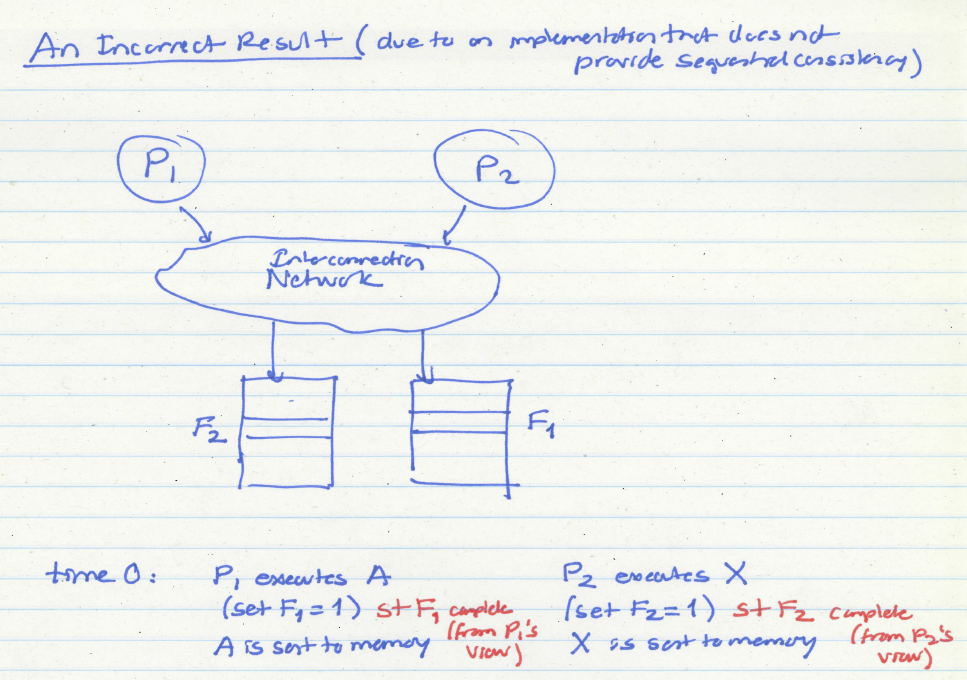 An Incorrect Result (due to an implementation that does not
provide sequential consistency)
P1 P2
Interconnection
Network
F2 F1
time 0: P1 executes A P2 executes X
(set F1 = 1) st F1 complete (set F2 = 1) st F2 complete
(from P1's view) (from P2's view)
A is sent to memory X is sent to memory